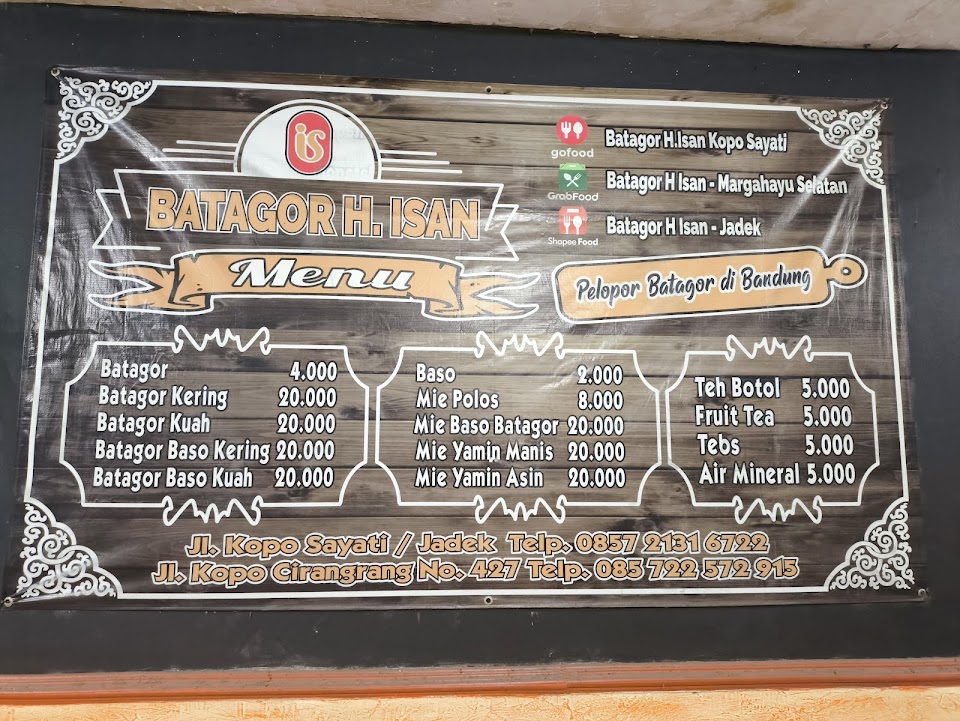 is
BATAGOR H. ISAN
Menu
gofood
Batagor H.Isan Kopo Sayati
GrabFood
Batagor H Isan - Margahayu Selatan
Shopee Food
Batagor H Isan - Jadek
Pelopor Batagor di Bandung
Batagor 4.000
Batagor Kering 20.000
Batagor Kuah 20.000
Batagor Baso Kering 20.000
Batagor Baso Kuah 20.000
Baso 2.000
Mie Polos 8.000
Mie Baso Batagor 20.000
Mie Yamin Manis 20.000
Mie Yamin Asin 20.000
Teh Botol 5.000
Fruit Tea 5.000
Tebs 5.000
Air Mineral 5.000
Jl. Kopo Sayati / Jadek Telp. 0857 2131 6722
Jl. Kopo Cirangrang No. 427 Telp. 085 722 572 915